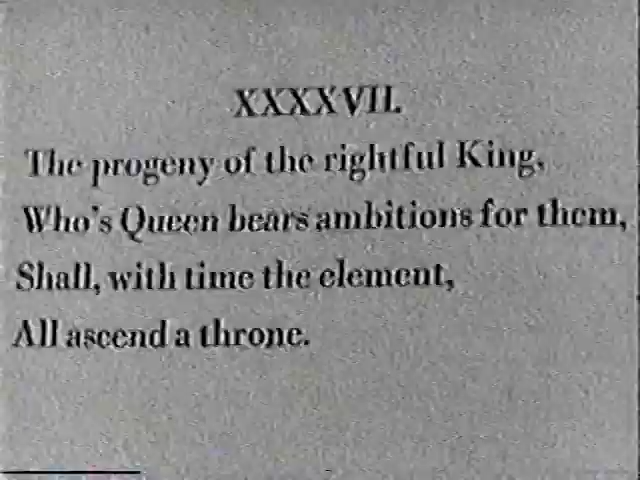 XXXXVII.
The progeny of the rightful King,
Who's Queen bears ambitions for them,
Shall, with time the element,
All ascend a throne.